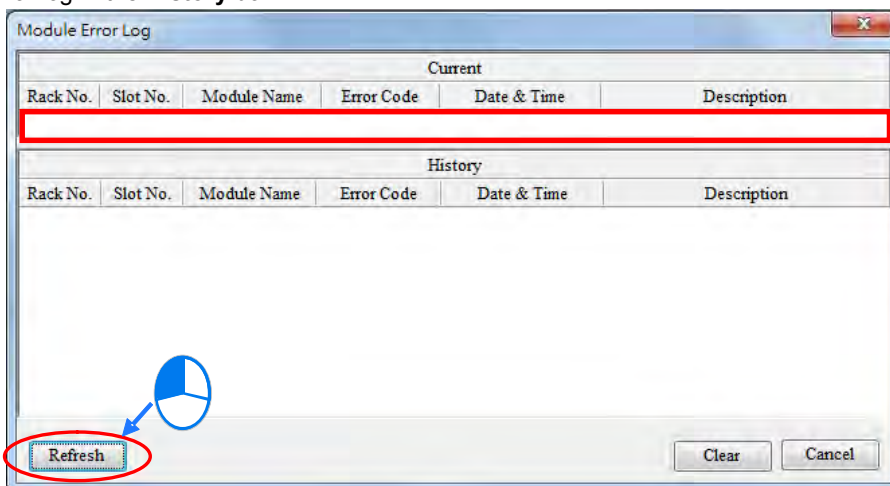 Module Error Log
Current
Rack No. Slot No. Module Name Error Code Date & Time Description
History
Rack No. Slot No. Module Name Error Code Date & Time Description
Refresh Clear Cancel